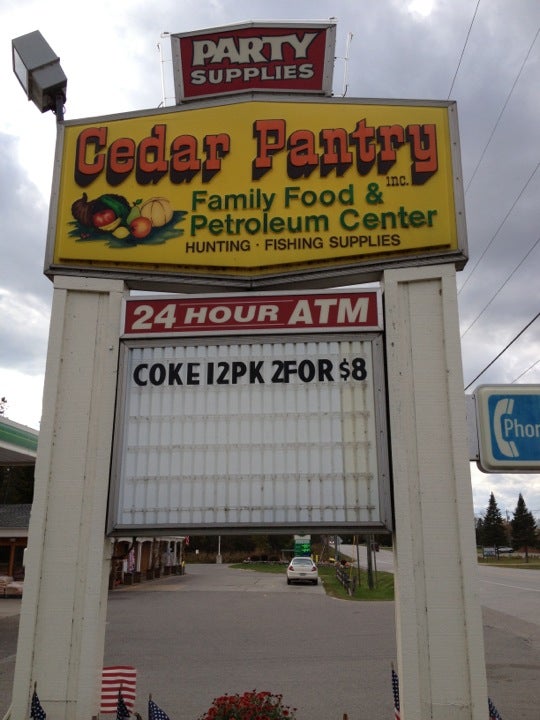 PARTY
SUPPLIES
Cedar Pantry
inc.
Family Food &
Petroleum Center
HUNTING · FISHING SUPPLIES
24 HOUR ATM
COKE 12PK 2FOR $8
Phon